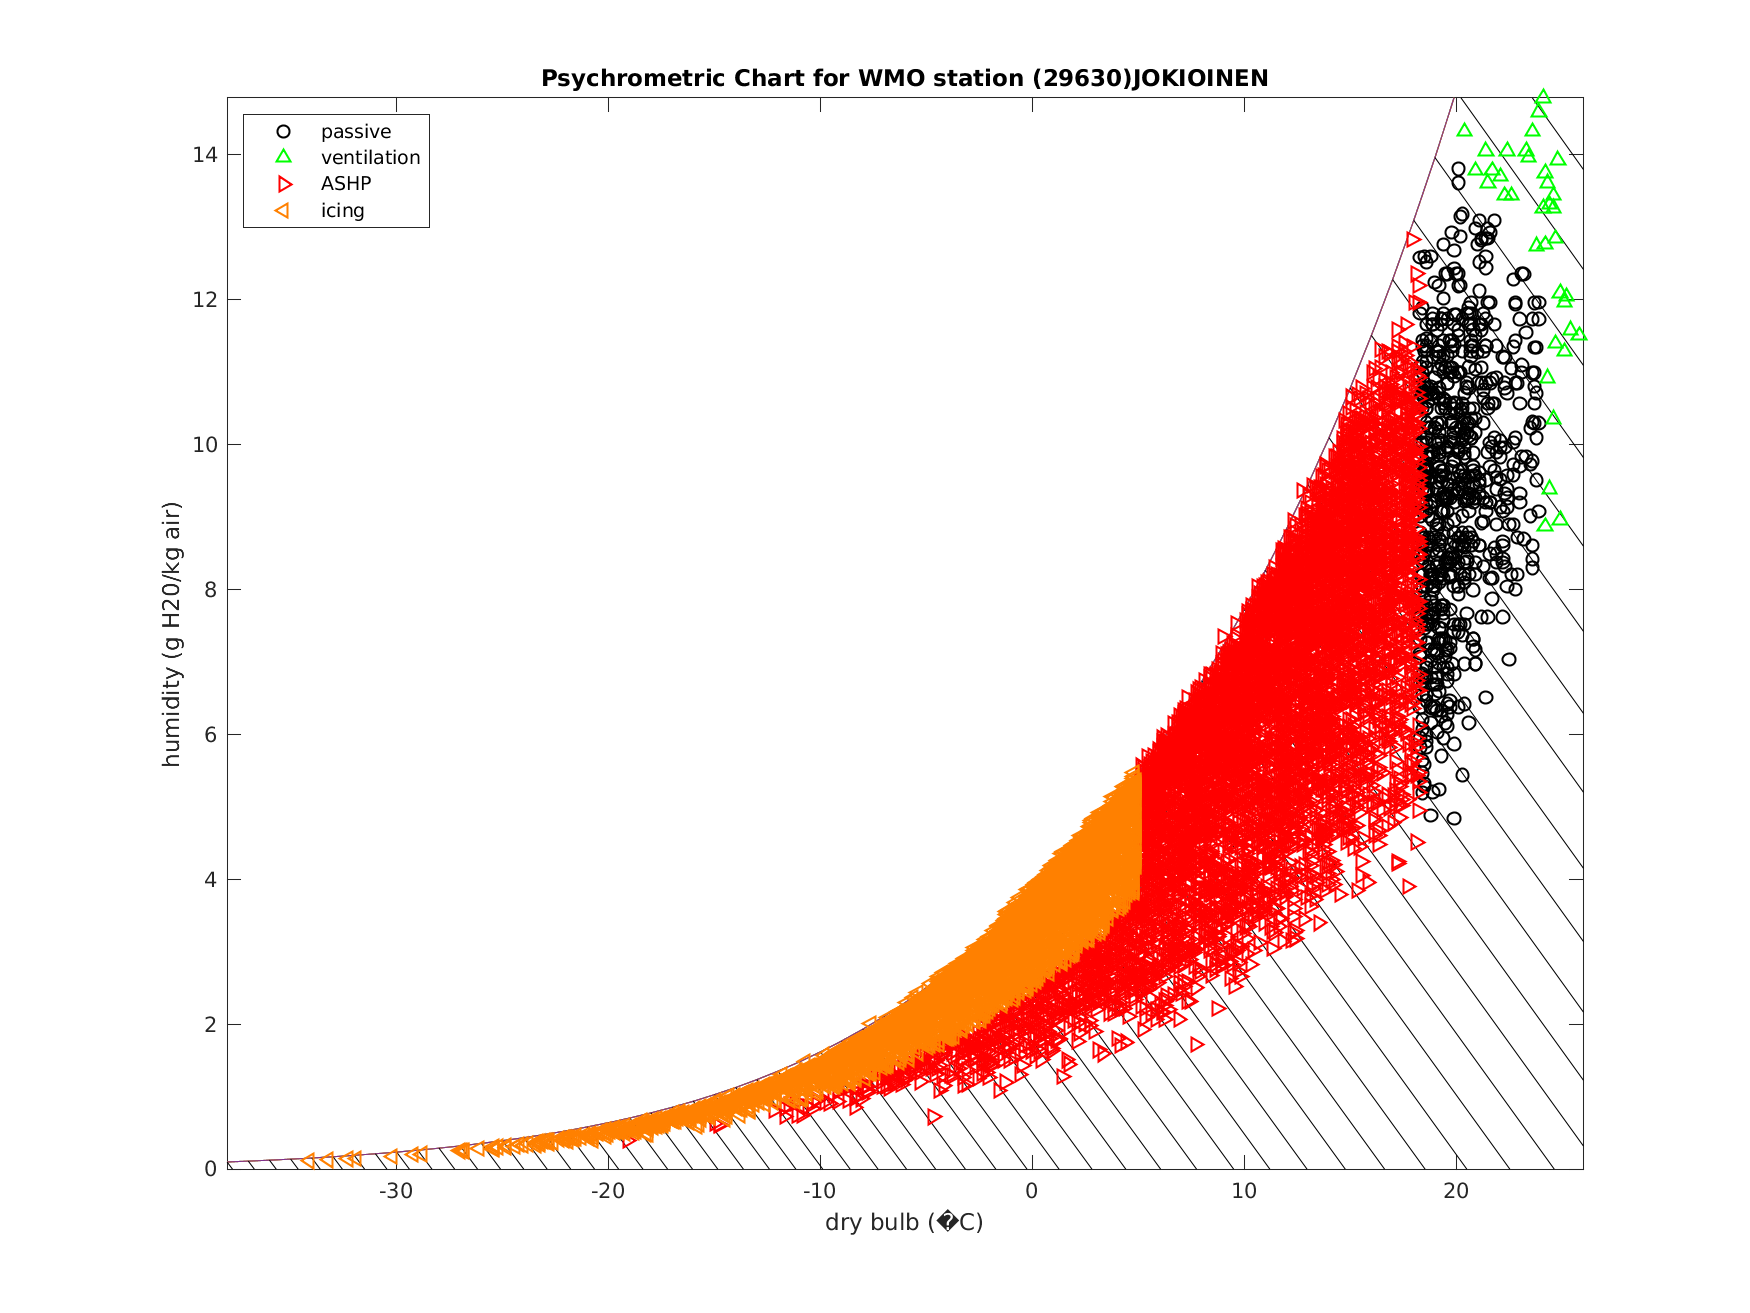 Psychrometric Chart for WMO station (29630)JOKIOINEN
passive
ventilation
ASHP
icing
humidity (g H20/kg air)
14
12
10
8
6
4
2
0
-30 -20 -10 0 10 20
dry bulb (�C)